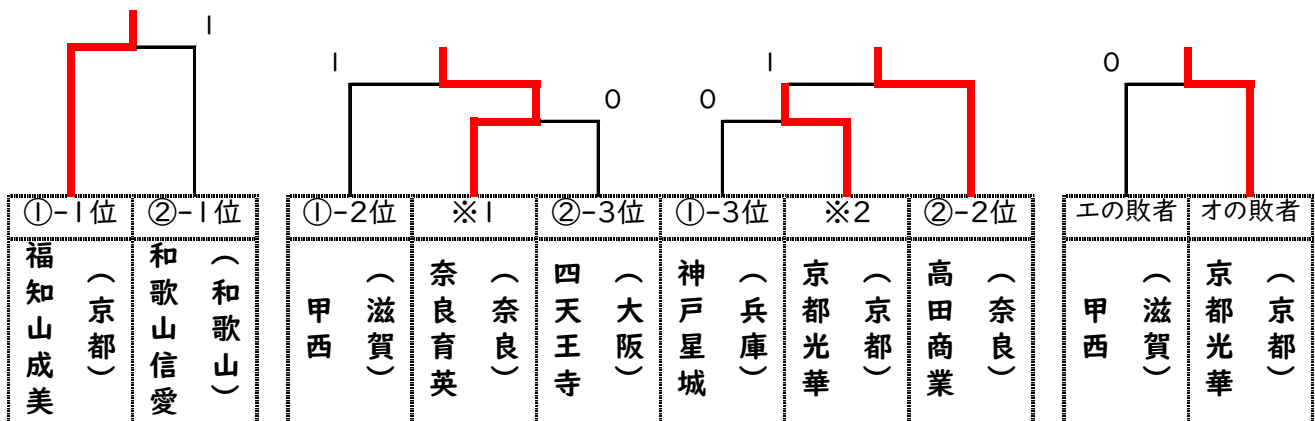 1
1
0
0
1
0
①-1位
②-1位
①-2位
※1
②-3位
①-3位
※2
②-2位
エの敗者
オの敗者
福知山成美
(京都)
和歌山信愛
(和歌山)
甲西
(滋賀)
奈良育英
(奈良)
四天王寺
(大阪)
神戸星城
(兵庫)
京都光華
(京都)
高田商業
(奈良)
甲西
(滋賀)
京都光華
(京都)